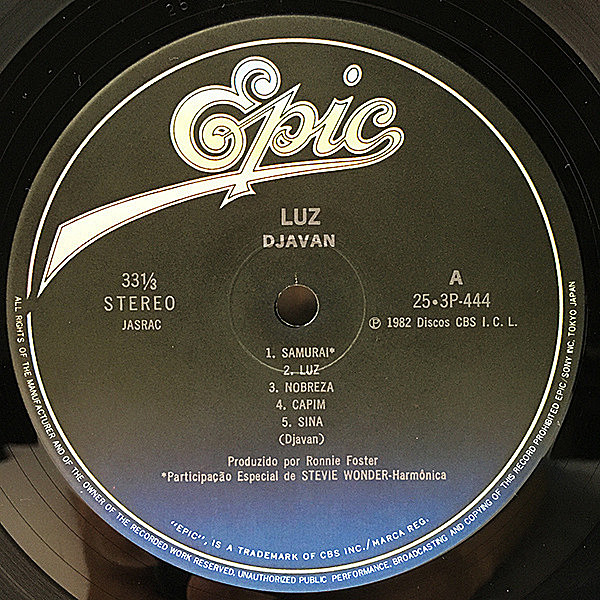 Epic
LUZ
DJAVAN
33⅓
STEREO
JASRAC
A
25•3P-444
Ⓟ 1982 Discos CBS I. C. L.
1. SAMURAI*
2. LUZ
3. NOBREZA
4. CAPIM
5. SINA
(Djavan)
Produzido por Ronnie Foster
*Participação Especial de STEVIE WONDER-Harmônica
"EPIC", IS A TRADEMARK OF CBS INC./MARCA REG.
ALL RIGHTS OF THE MANUFACTURER AND OF THE OWNER OF THE RECORDED WORK RESERVED. UNAUTHORIZED PUBLIC PERFORMANCE, BROADCASTING AND COPYING OF THIS RECORD PROHIBITED EPIC/SONY INC. TOKYO JAPAN